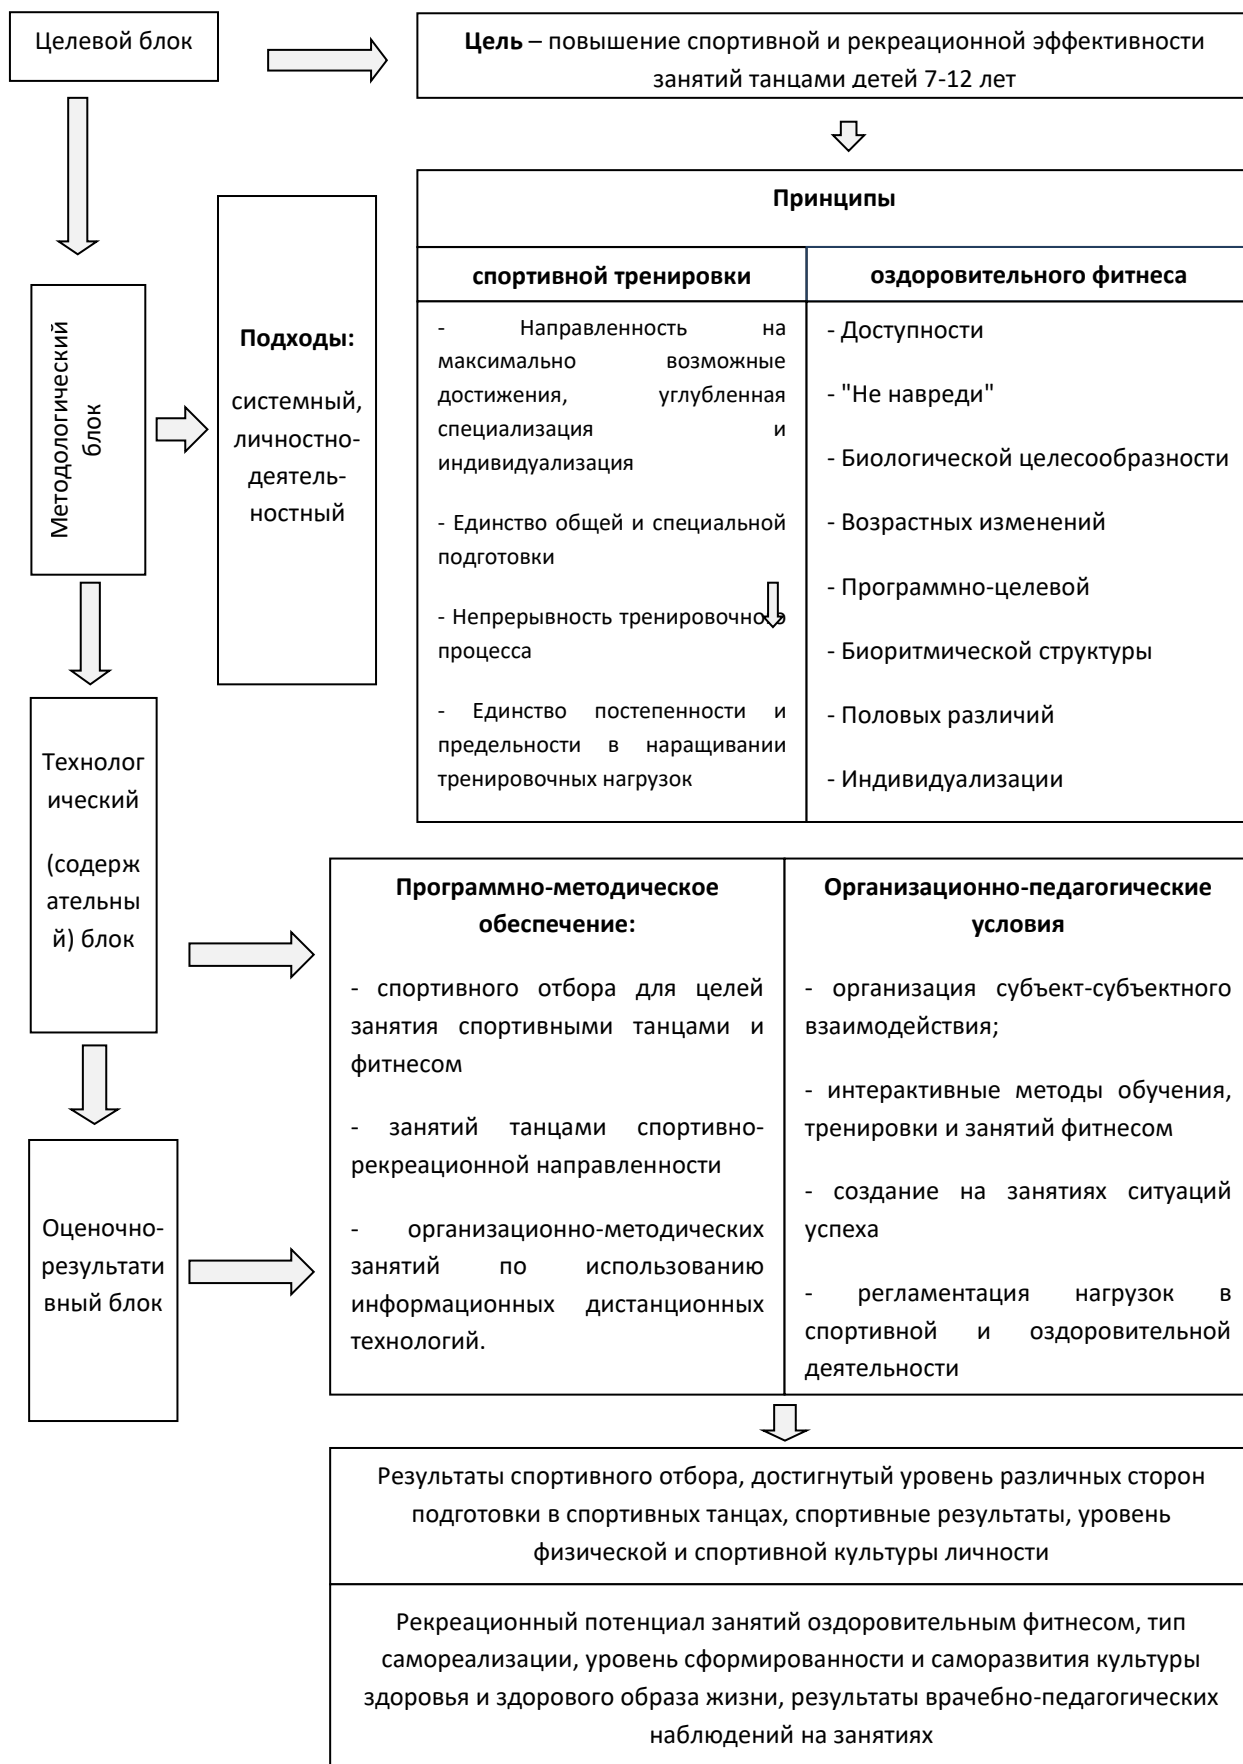 Целевой блок
Цель – повышение спортивной и рекреационной эффективности
занятий танцами детей 7-12 лет
Принципы
спортивной тренировки
оздоровительного фитнеса
Методологический
блок
Подходы:
системный,
личностно-
деятель-
ностный
- Направленность на
максимально возможные
достижения, углубленная
специализация и
индивидуализация
- Единство общей и специальной
подготовки
- Непрерывность тренировочного
процесса
- Единство постепенности и
предельности в наращивании
тренировочных нагрузок
- Доступности
- "Не навреди"
- Биологической целесообразности
- Возрастных изменений
- Программно-целевой
- Биоритмической структуры
- Половых различий
- Индивидуализации
Технолог
ический
(содерж
ательны
й) блок
Программно-методическое
обеспечение:
- спортивного отбора для целей
занятия спортивными танцами и
фитнесом
- занятий танцами спортивно-
рекреационной направленности
- организационно-методических
занятий по использованию
информационных дистанционных
технологий.
Организационно-педагогические
условия
- организация субъект-субъектного
взаимодействия;
- интерактивные методы обучения,
тренировки и занятий фитнесом
- создание на занятиях ситуаций
успеха
- регламентация нагрузок в
спортивной и оздоровительной
деятельности
Оценочно-
результати
вный блок
Результаты спортивного отбора, достигнутый уровень различных сторон
подготовки в спортивных танцах, спортивные результаты, уровень
физической и спортивной культуры личности
Рекреационный потенциал занятий оздоровительным фитнесом, тип
самореализации, уровень сформированности и саморазвития культуры
здоровья и здорового образа жизни, результаты врачебно-педагогических
наблюдений на занятиях